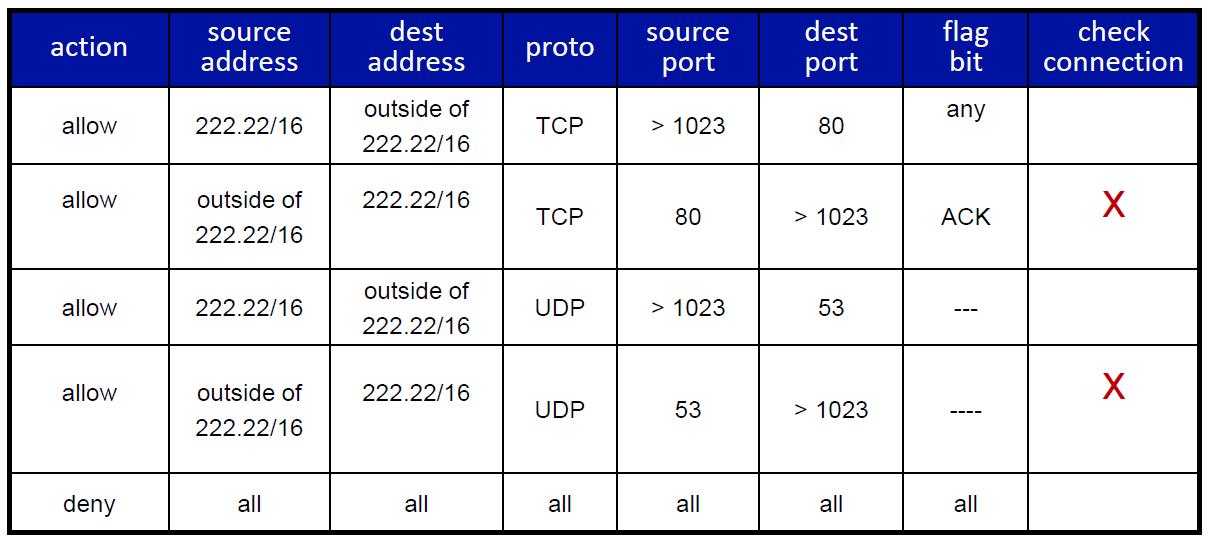 action source address dest address proto source port dest port flag bit check connection
allow 222.22/16 outside of 222.22/16 TCP > 1023 80 any
allow outside of 222.22/16 222.22/16 TCP 80 > 1023 ACK X
allow 222.22/16 outside of 222.22/16 UDP > 1023 53 ---
allow outside of 222.22/16 222.22/16 UDP 53 > 1023 ---- X
deny all all all all all all